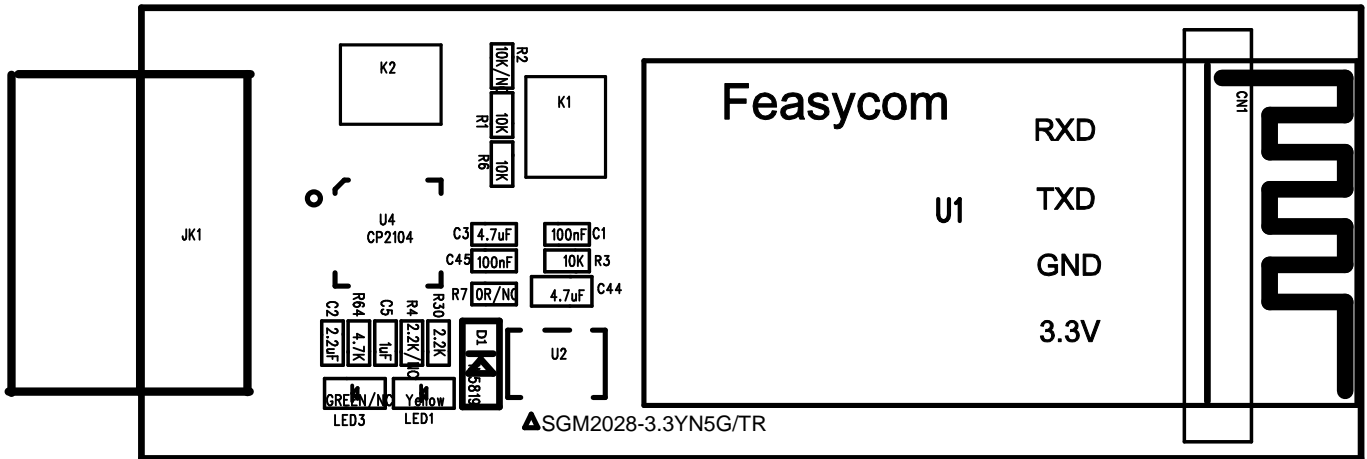 K2
10K/NC
R2
K1
R1
10K
R6
10K
Feasycom
RXD
TXD
GND
3.3V
U1
CN1
JK1
U4
CP2104
C3
4.7uF
100nF
C1
C45
100nF
10K
R3
R7
0R/NC
4.7uF
C44
C2
2.2uF
R64
4.7K
C5
1uF
R4
2.2K/NC
R30
2.2K
D1
U2
GREEN/NC
LED3
Yellow
LED1
SGM2028-3.3YN5G/TR